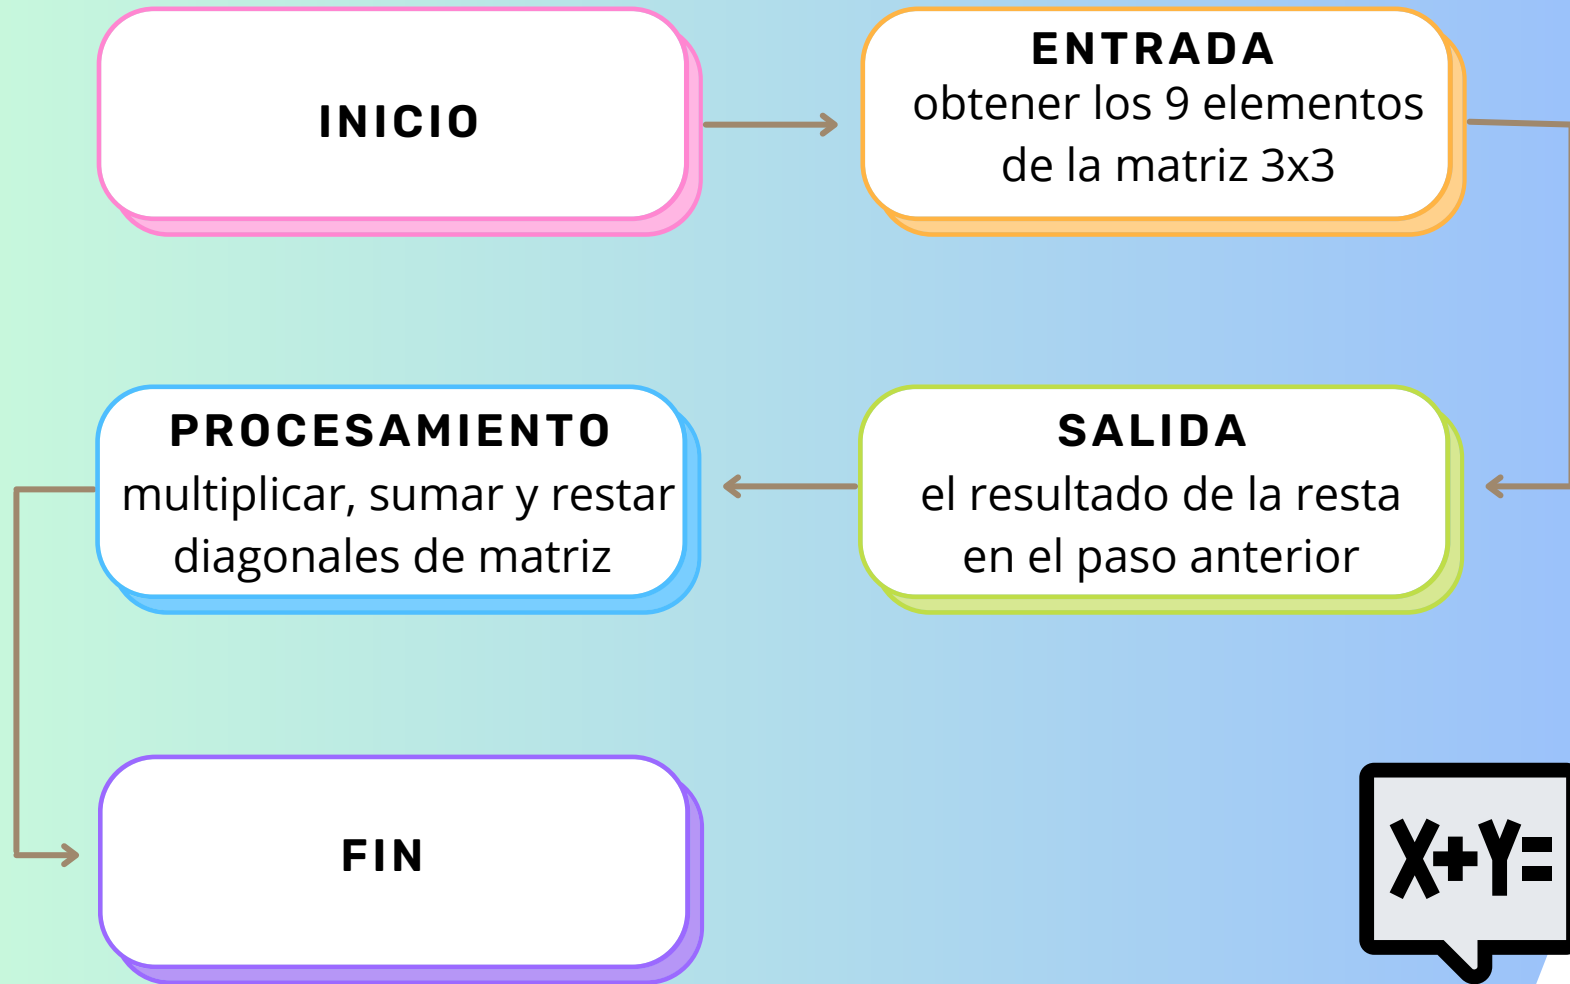 INICIO
ENTRADA
obtener los 9 elementos
de la matriz 3x3
PROCESAMIENTO
multiplicar, sumar y restar
diagonales de matriz
SALIDA
el resultado de la resta
en el paso anterior
FIN
X+Y=